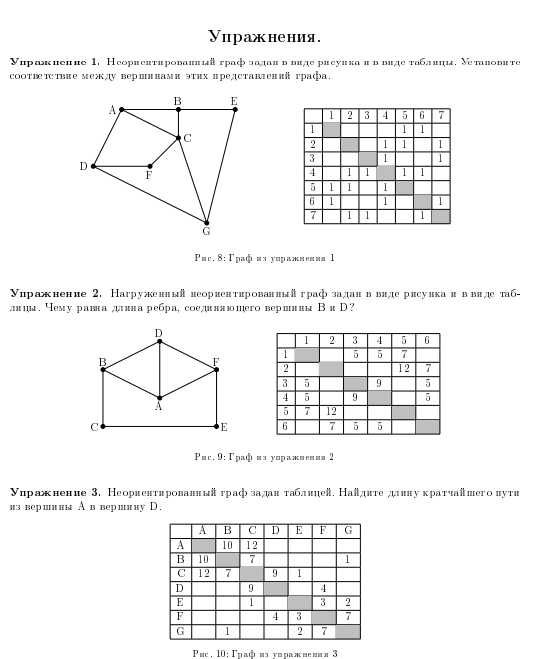 Упражнения.
Упражнение 1. Неориентированный граф задан в виде рисунка и в виде таблицы. Установите
соответствие между вершинами этих представлений графа.
A B E
C
D
F
G
1 2 3 4 5 6 7
1 1 1
2 1 1 1
3 1 1
4 1 1 1 1
5 1 1 1
6 1 1 1
7 1 1 1
Рис. 8: Граф из упражнения 1
Упражнение 2. Нагруженный неориентированный граф задан в виде рисунка и в виде таб-
лицы. Чему равна длина ребра, соединяющего вершины B и D?
D
B F
A
C E
1 2 3 4 5 6
1 5 5 7
2 12 7
3 5 9 5
4 5 9 5
5 7 12
6 7 5 5
Рис. 9: Граф из упражнения 2
Упражнение 3. Неориентированный граф задан таблицей. Найдите длину кратчайшего пути
из вершины A в вершину D.
A B C D E F G
A 10 12
B 10 7 1
C 12 7 9 1
D 9 4
E 1 3 2
F 4 3 7
G 1 2 7
Рис. 10: Граф из упражнения 3